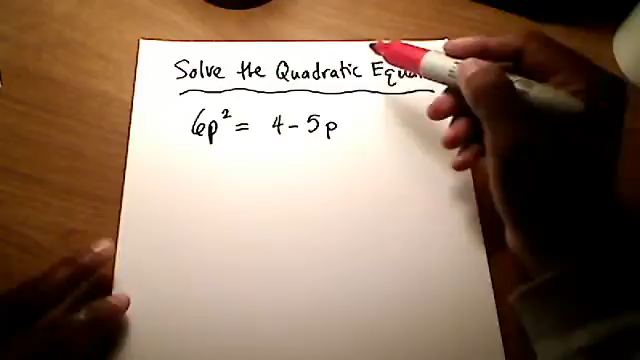 Solve the Quadratic
6p² = 4 - 5p